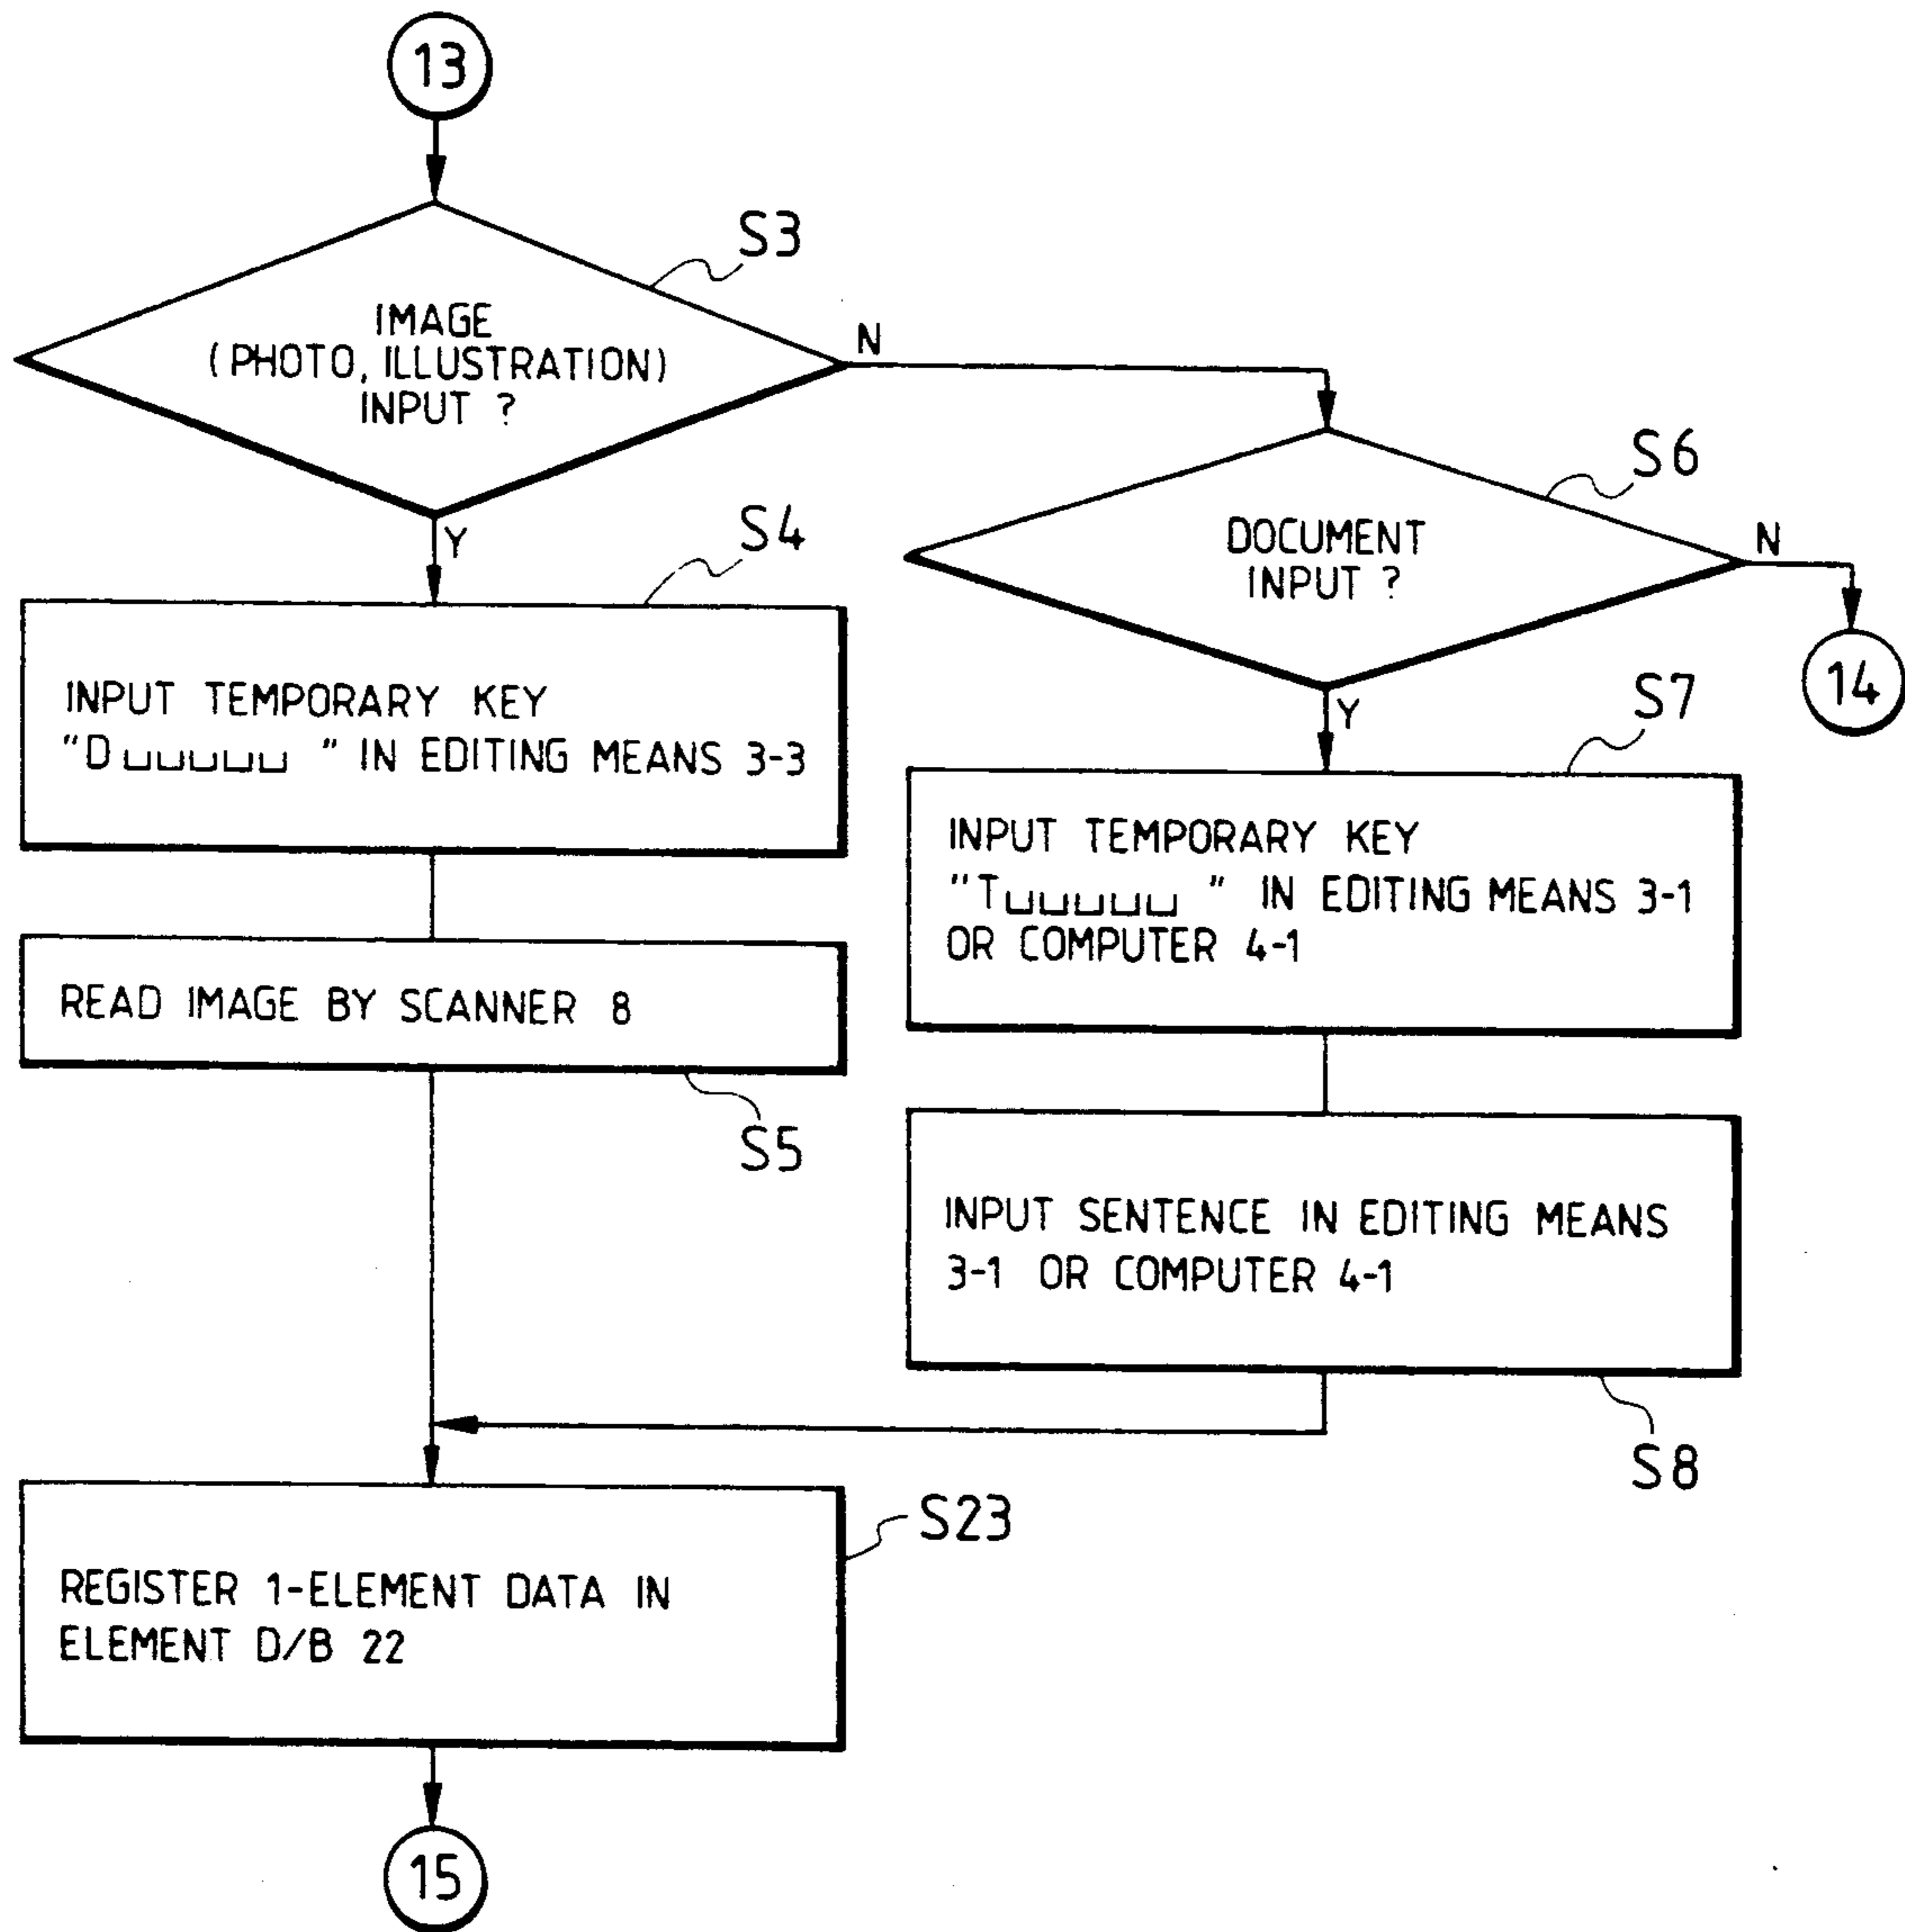 13
S3
IMAGE
(PHOTO, ILLUSTRATION)
INPUT ?
N
Y
S4
INPUT TEMPORARY KEY
"D␣␣␣␣␣ " IN EDITING MEANS 3-3
READ IMAGE BY SCANNER 8
S5
S6
DOCUMENT
INPUT ?
N
14
Y
S7
INPUT TEMPORARY KEY
"T␣␣␣␣␣ " IN EDITING MEANS 3-1
OR COMPUTER 4-1
INPUT SENTENCE IN EDITING MEANS
3-1 OR COMPUTER 4-1
S8
S23
REGISTER 1-ELEMENT DATA IN
ELEMENT D/B 22
15